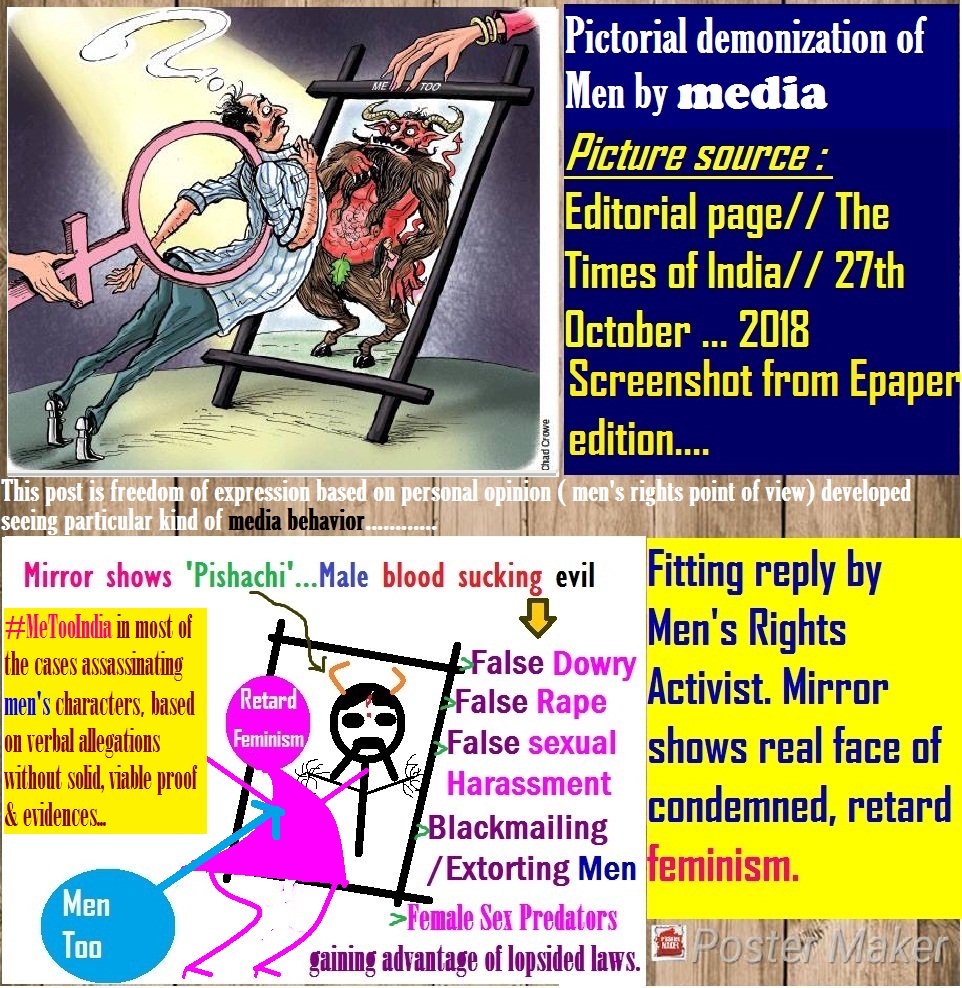 ME TOO
Chad Crowe
Pictorial demonization of
Men by media
Picture source :
Editorial page// The
Times of India// 27th
October ... 2018
Screenshot from Epaper
edition....
This post is freedom of expression based on personal opinion ( men's rights point of view) developed
seeing particular kind of media behavior............
Mirror shows 'Pishachi'...Male blood sucking evil
#MeTooIndia in most of
the cases assassinating
men's characters, based
on verbal allegations
without solid, viable proof
& evidences...
Retard
Feminism
Men
Too
>False Dowry
>False Rape
>False sexual
Harassment
>Blackmailing
/Extorting Men
>Female Sex Predators
gaining advantage of lopsided laws.
Fitting reply by
Men's Rights
Activist. Mirror
shows real face of
condemned, retard
feminism.
POSTER
MAKER
Poster Maker